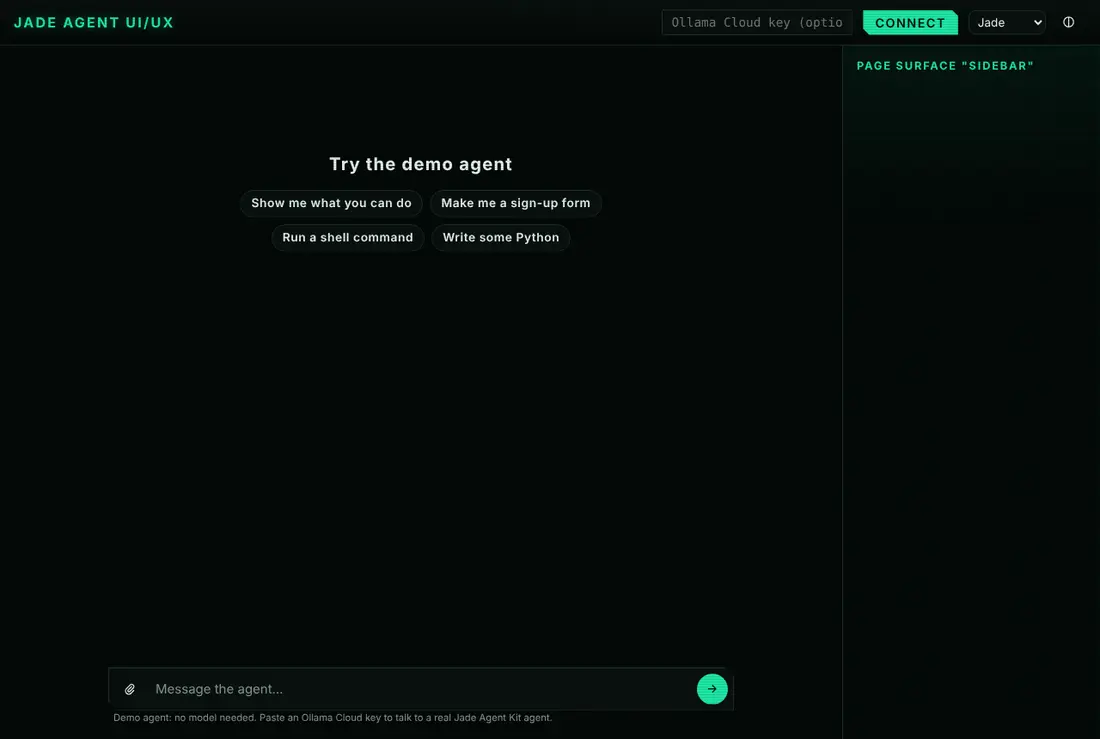 JADE AGENT UI/UX
Ollama Cloud key (optio
CONNECT
Jade
PAGE SURFACE "SIDEBAR"
Try the demo agent
Show me what you can do
Make me a sign-up form
Run a shell command
Write some Python
Message the agent...
Demo agent: no model needed. Paste an Ollama Cloud key to talk to a real Jade Agent Kit agent.